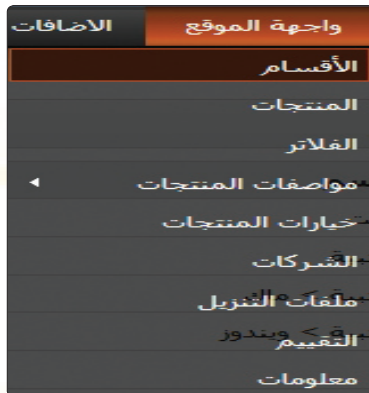 واجهة الموقع الاضافات
الأقسام
المنتجات
الفلاتر
مواصفات المنتجات
خيارات المنتجات
الشركات
ملفات التنزيل
التقييم
معلومات